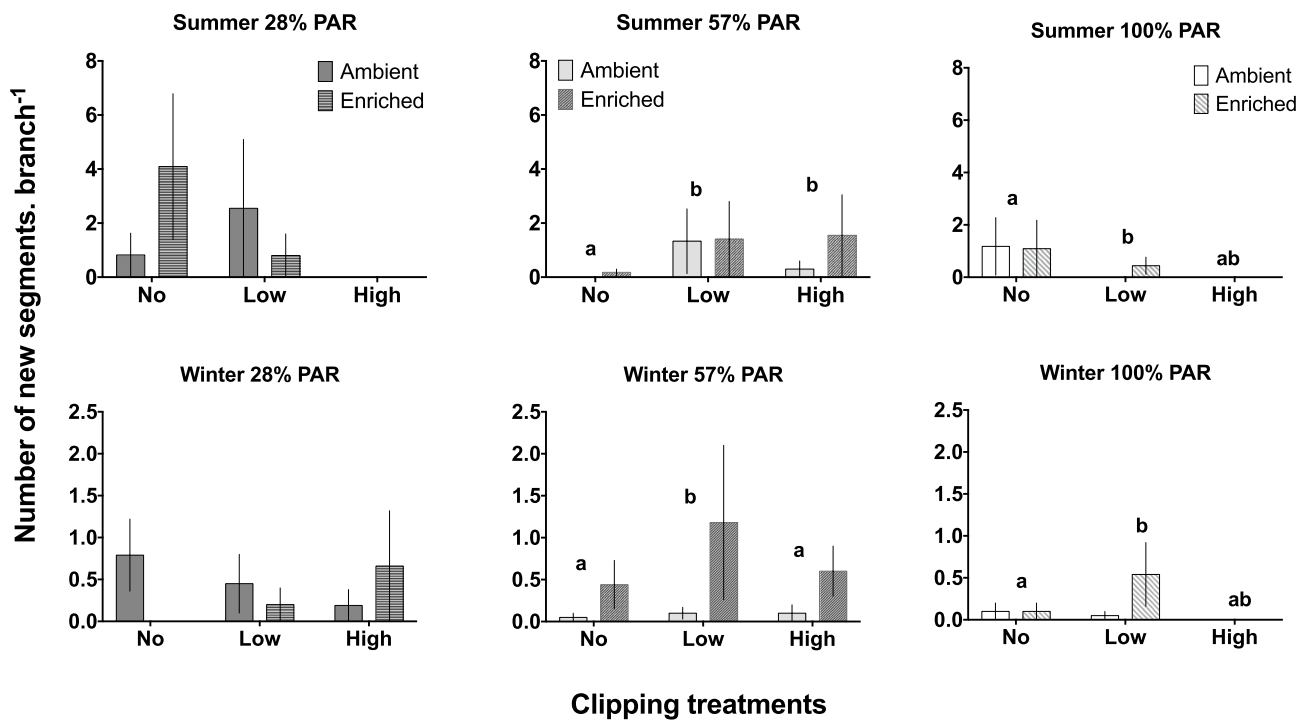 Number of new segments. branch-1
Summer 28% PAR
8
6
4
2
0
Ambient
Enriched
No
Low
High
Summer 57% PAR
8
6
4
2
0
Ambient
Enriched
a
b
b
No
Low
High
Summer 100% PAR
8
6
4
2
0
Ambient
Enriched
a
b
ab
No
Low
High
Winter 28% PAR
2.5
2.0
1.5
1.0
0.5
0.0
No
Low
High
Winter 57% PAR
2.5
2.0
1.5
1.0
0.5
0.0
a
b
a
No
Low
High
Winter 100% PAR
2.5
2.0
1.5
1.0
0.5
0.0
a
b
ab
No
Low
High
Clipping treatments